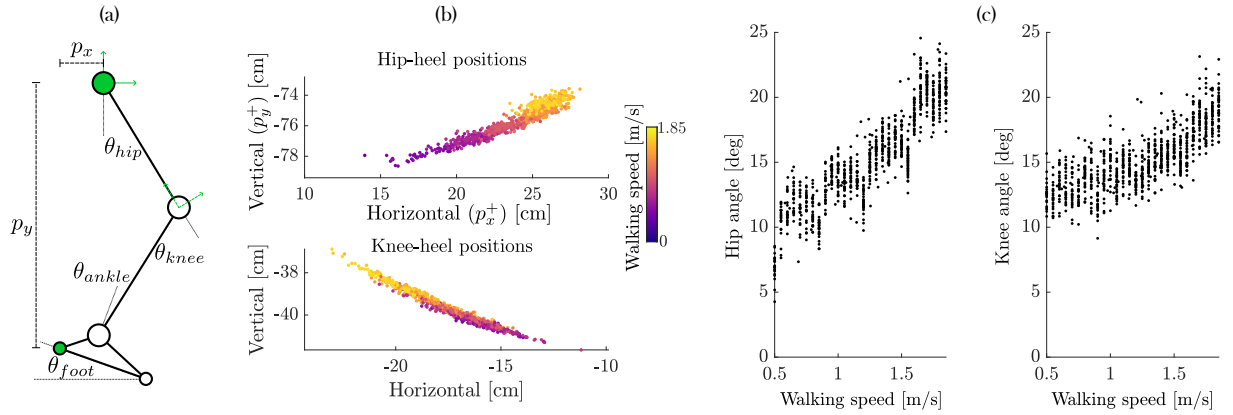 (a)
p_x
θ_hip
p_y
θ_knee
θ_ankle
θ_foot
(b)
Hip-heel positions
Vertical (p_y^+) [cm]
-74
-76
-78
10
20
30
Horizontal (p_x^+) [cm]
Knee-heel positions
Vertical [cm]
-38
-40
-20
-15
-10
Horizontal [cm]
Walking speed [m/s]
1.85
0
(c)
Hip angle [deg]
25
20
15
10
5
0
0.5
1
1.5
Walking speed [m/s]
Knee angle [deg]
25
20
15
10
5
0
0.5
1
1.5
Walking speed [m/s]